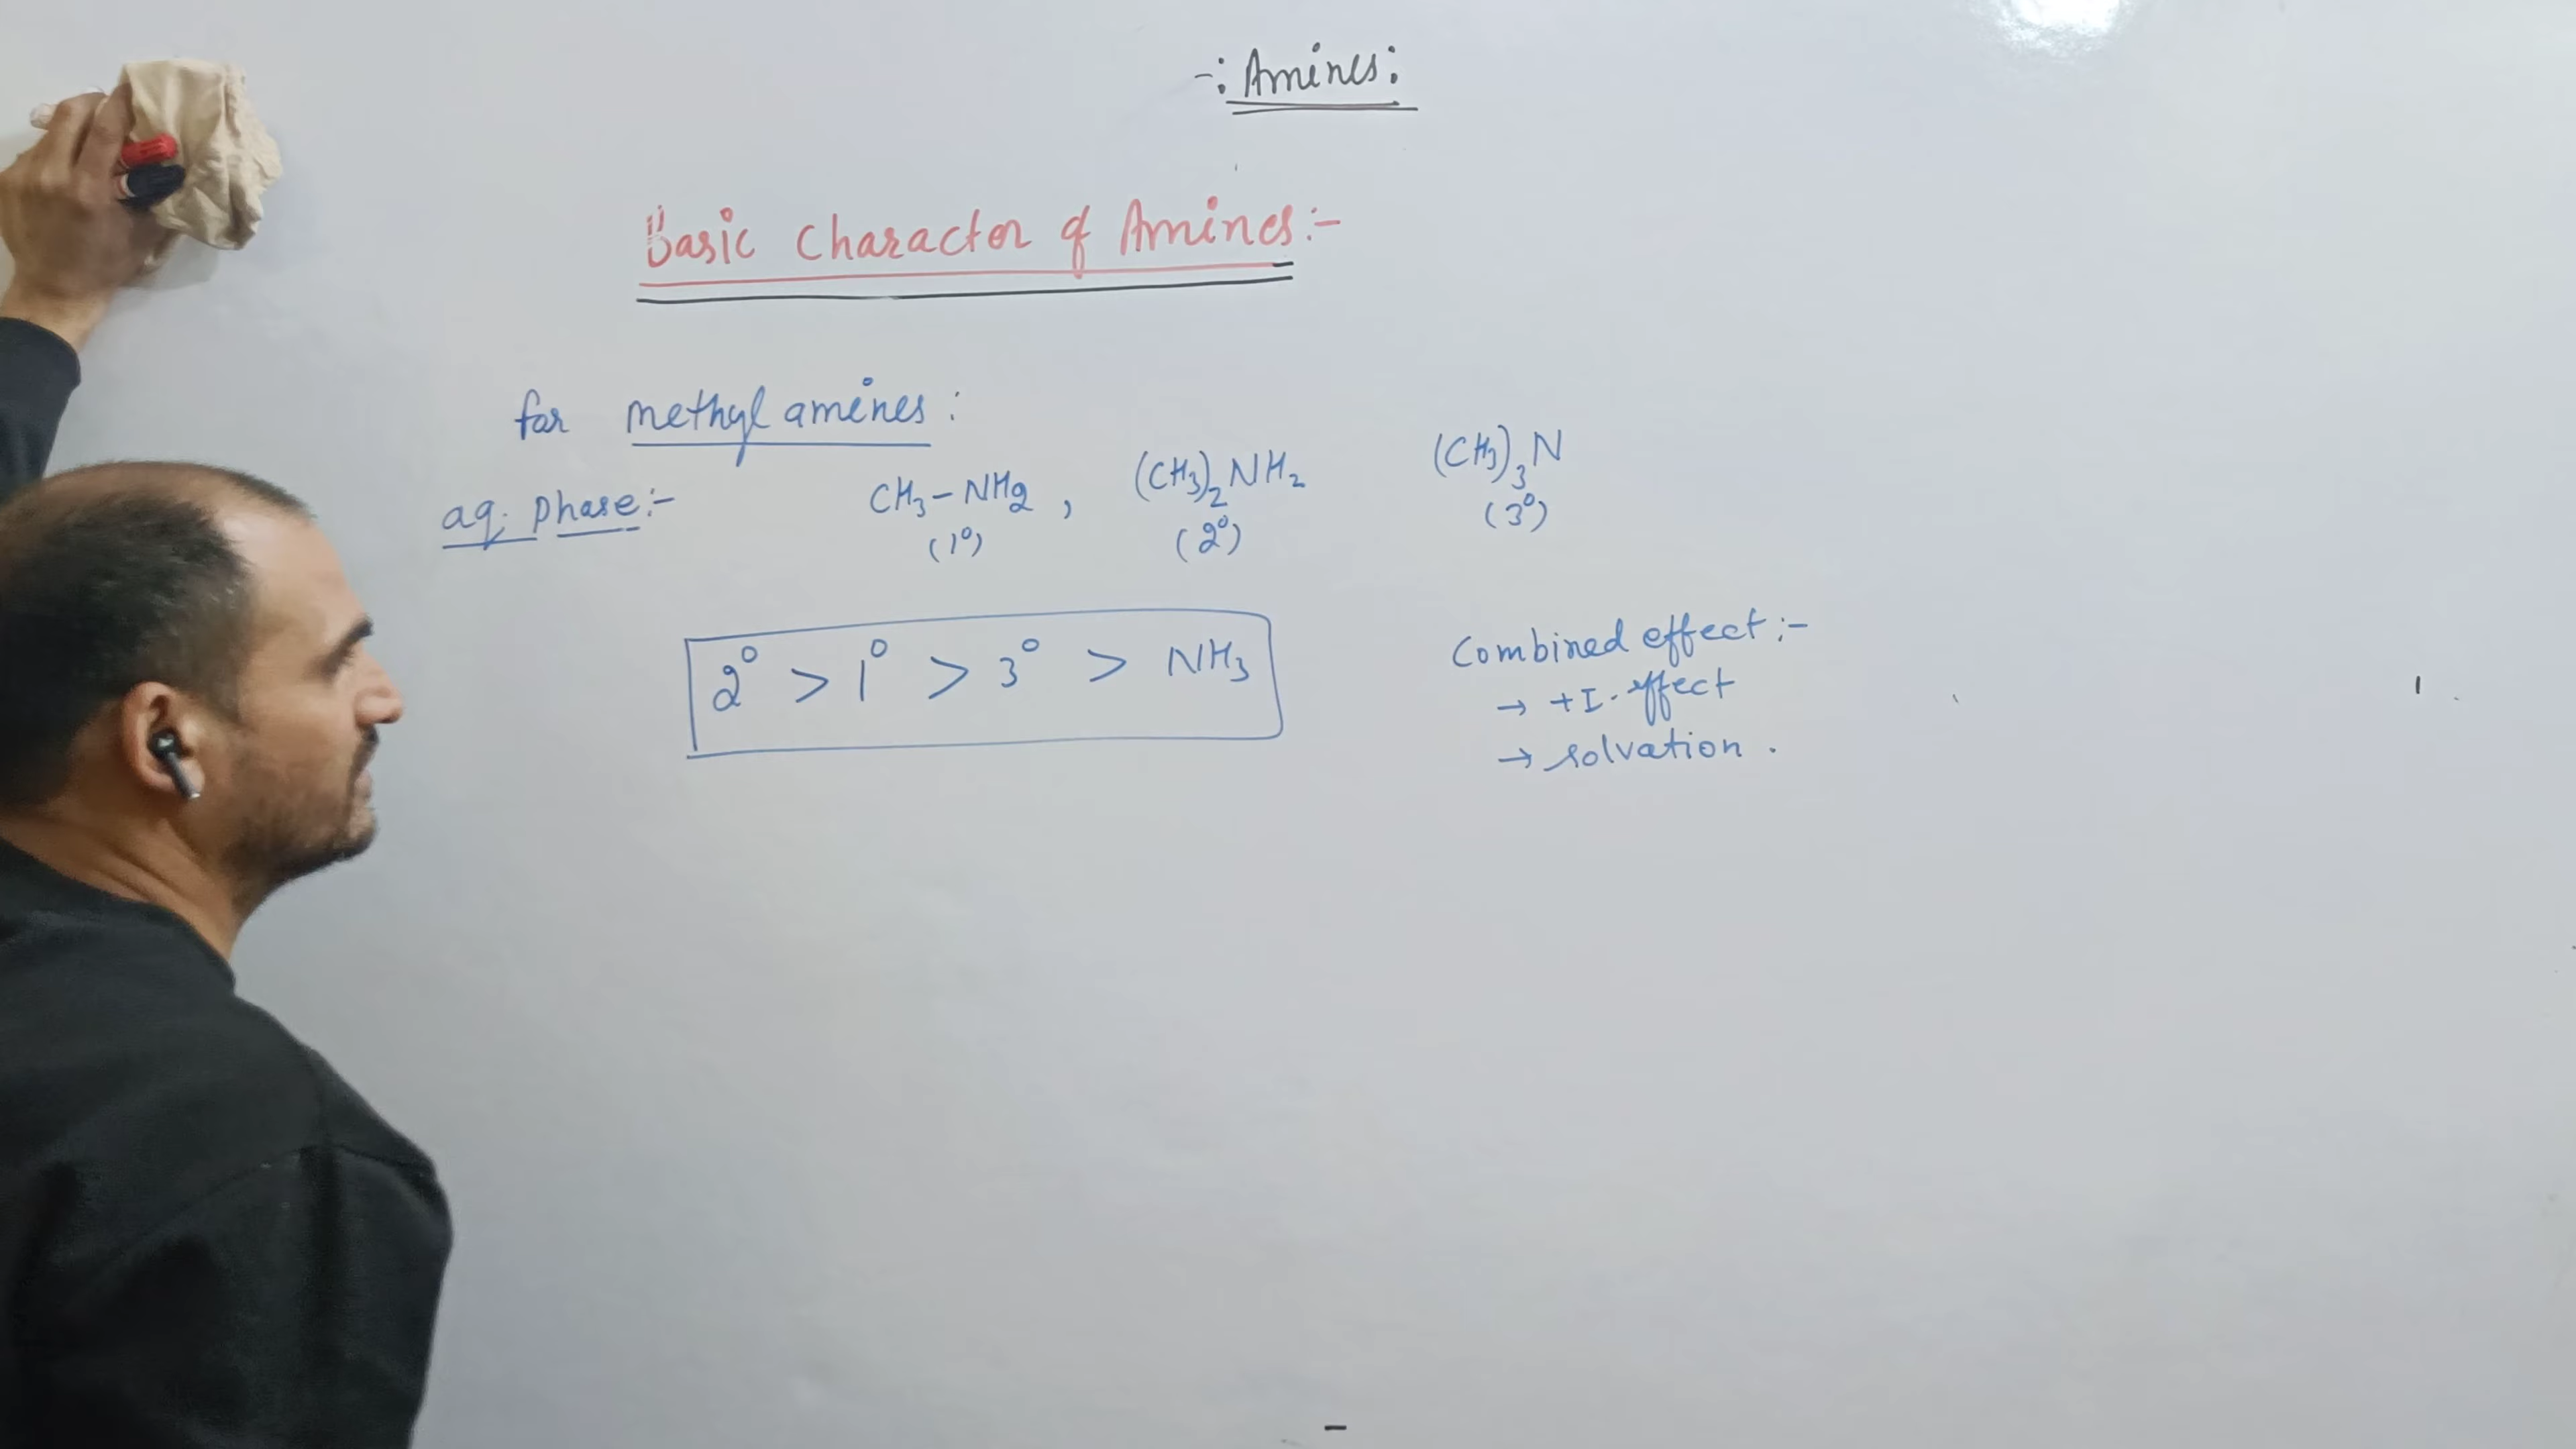 -: Amines:
Basic Character of Amines:-
for methyl amines:
aq. phase:- CH₃-NH₂ , (CH₃)₂NH₂ (CH₃)₃N
(1°) (2°) (3°)
2° > 1° > 3° > NH₃
Combined effect:-
→ +I-effect
→ solvation.